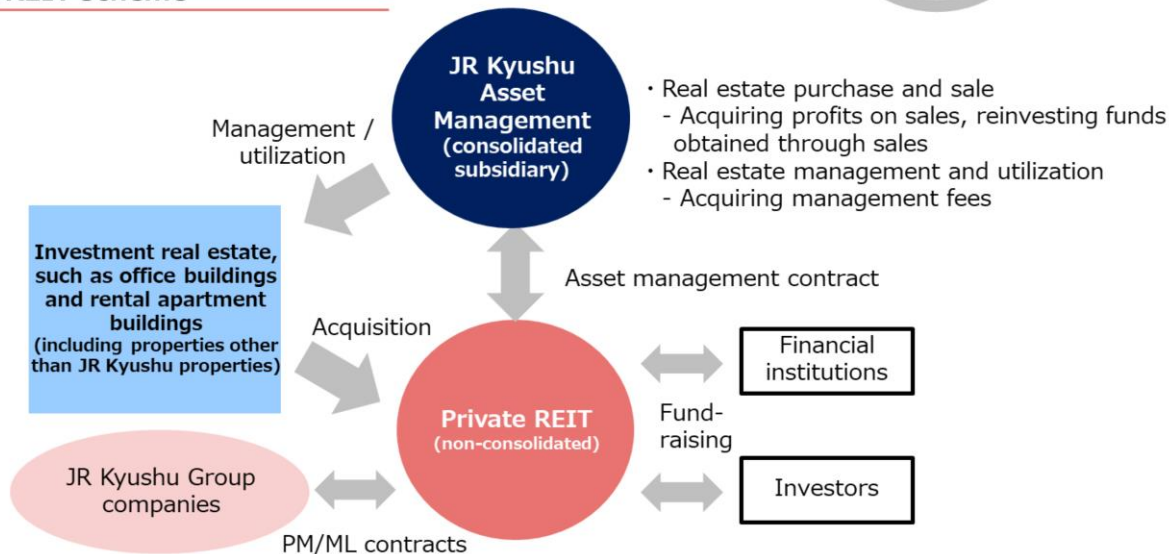 JR Kyushu
Asset
Management
(consolidated
subsidiary)
・Real estate purchase and sale
- Acquiring profits on sales, reinvesting funds
obtained through sales
・Real estate management and utilization
- Acquiring management fees
Management /
utilization
Investment real estate,
such as office buildings
and rental apartment
buildings
(including properties other
than JR Kyushu properties)
Asset management contract
Acquisition
Private REIT
(non-consolidated)
Financial
institutions
Fund-
raising
Investors
JR Kyushu Group
companies
PM/ML contracts